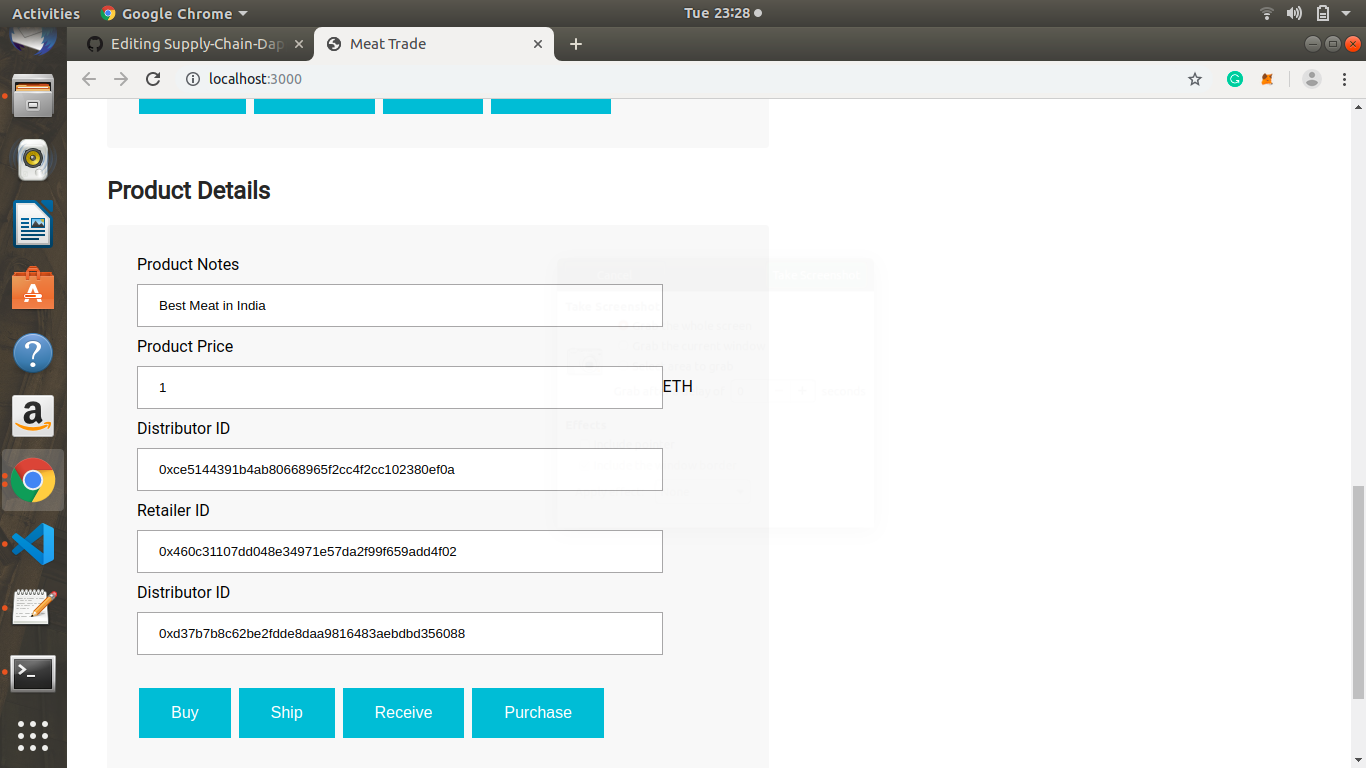 Activities
Google Chrome
Tue 23:28
Editing Supply-Chain-Dap
Meat Trade
localhost:3000
Product Details
Product Notes
Best Meat in India
Product Price
1
ETH
Distributor ID
0xce5144391b4ab80668965f2cc4f2cc102380ef0a
Retailer ID
0x460c31107dd048e34971e57da2f99f659add4f02
Distributor ID
0xd37b7b8c62be2fdde8daa9816483aebdbd356088
Buy
Ship
Receive
Purchase